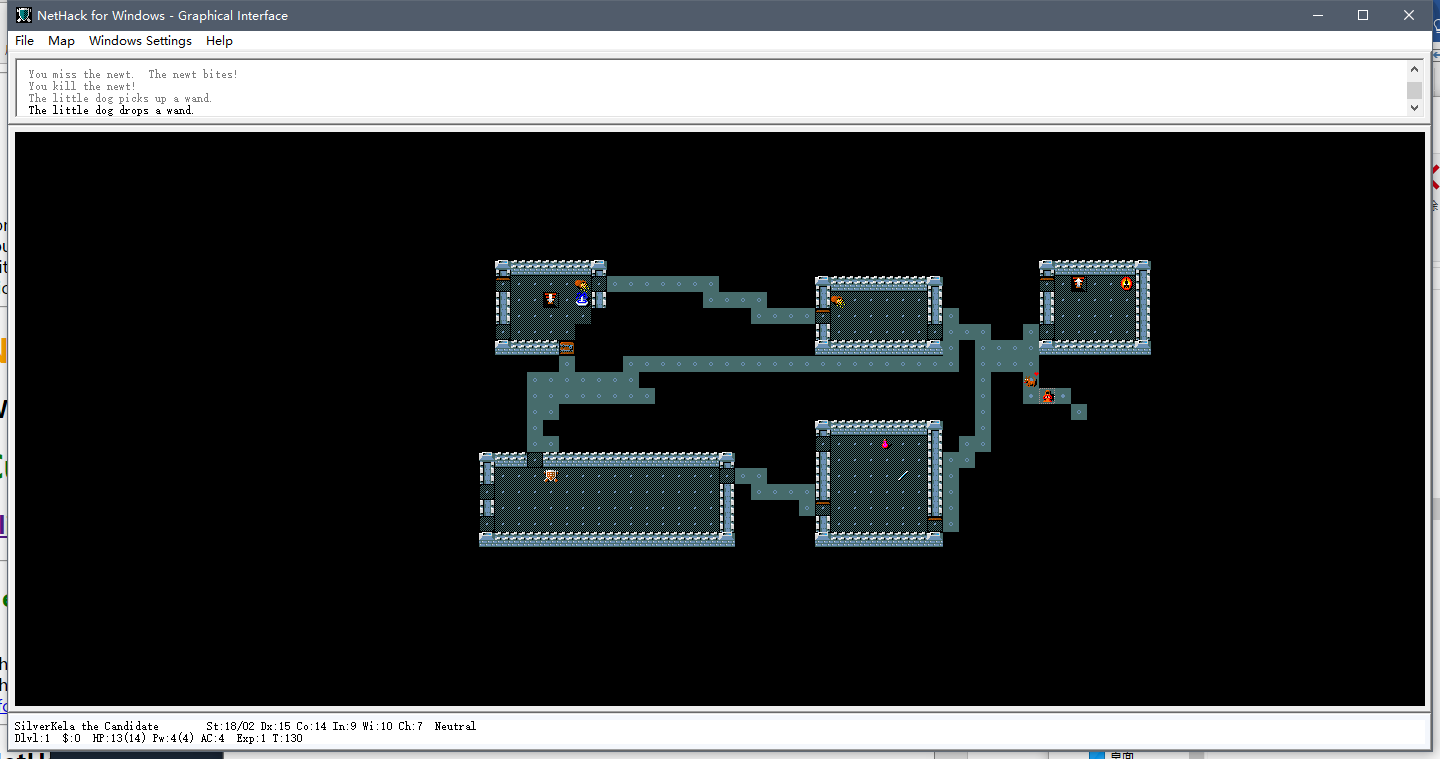 NetHack for Windows - Graphical Interface
File Map Windows Settings Help
You miss the newt. The newt bites!
You kill the newt!
The little dog picks up a wand.
The little dog drops a wand.
SilverKela the Candidate St:18/02 Dx:15 Co:14 In:9 Wi:10 Ch:7 Neutral
Dlvl:1 $:0 HP:13(14) Pw:4(4) AC:4 Exp:1 T:130
桌面